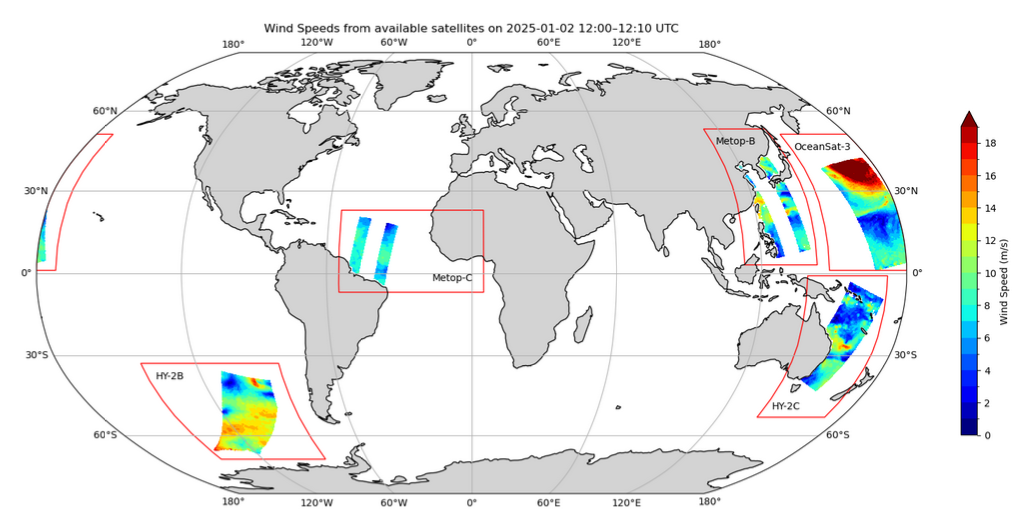 Wind Speeds from available satellites on 2025-01-02 12:00–12:10 UTC
180° 120°W 60°W 0° 60°E 120°E 180°
60°N 60°N
Metop-B OceanSat-3
30°N 30°N
0° Metop-C 0°
30°S 30°S
HY-2B HY-2C
60°S 60°S
180° 120°W 60°W 0° 60°E 120°E 180°
18
16
14
12
10
8
6
4
2
0
Wind Speed (m/s)